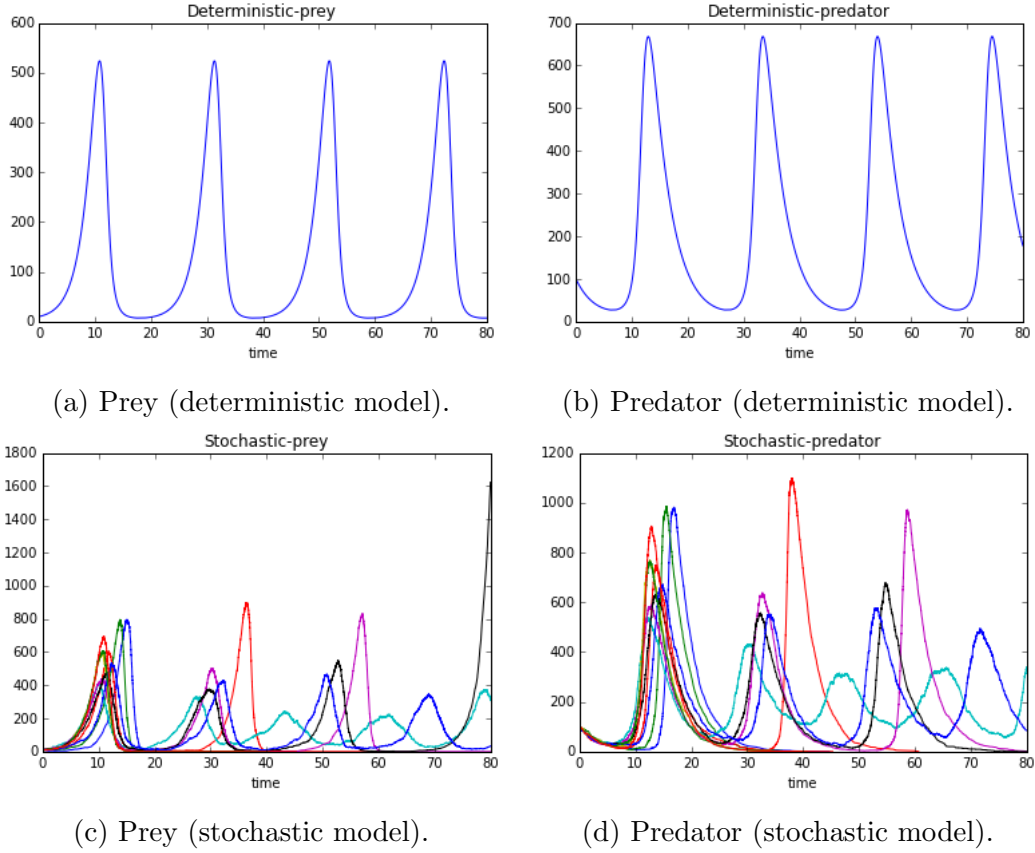 Deterministic-prey
600
500
400
300
200
100
0
0 10 20 30 40 50 60 70 80
time
(a) Prey (deterministic model).
Deterministic-predator
700
600
500
400
300
200
100
0
0 10 20 30 40 50 60 70 80
time
(b) Predator (deterministic model).
Stochastic-prey
1800
1600
1400
1200
1000
800
600
400
200
0
0 10 20 30 40 50 60 70 80
time
(c) Prey (stochastic model).
Stochastic-predator
1200
1000
800
600
400
200
0
0 10 20 30 40 50 60 70 80
time
(d) Predator (stochastic model).